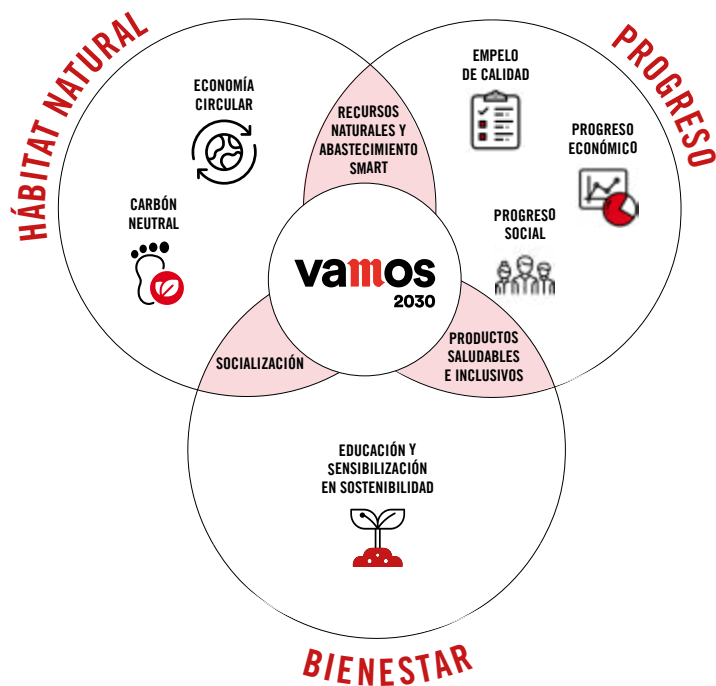 HÁBITAT NATURAL
ECONOMÍA
CIRCULAR
CARBÓN
NEUTRAL
RECURSOS
NATURALES Y
ABASTECIMIENTO
SMART
PROGRESO
EMPELO
DE CALIDAD
PROGRESO
ECONÓMICO
PROGRESO
SOCIAL
vamos
2030
SOCIALIZACIÓN
PRODUCTOS
SALUDABLES
E INCLUSIVOS
EDUCACIÓN Y
SENSIBILIZACIÓN
EN SOSTENIBILIDAD
BIENESTAR